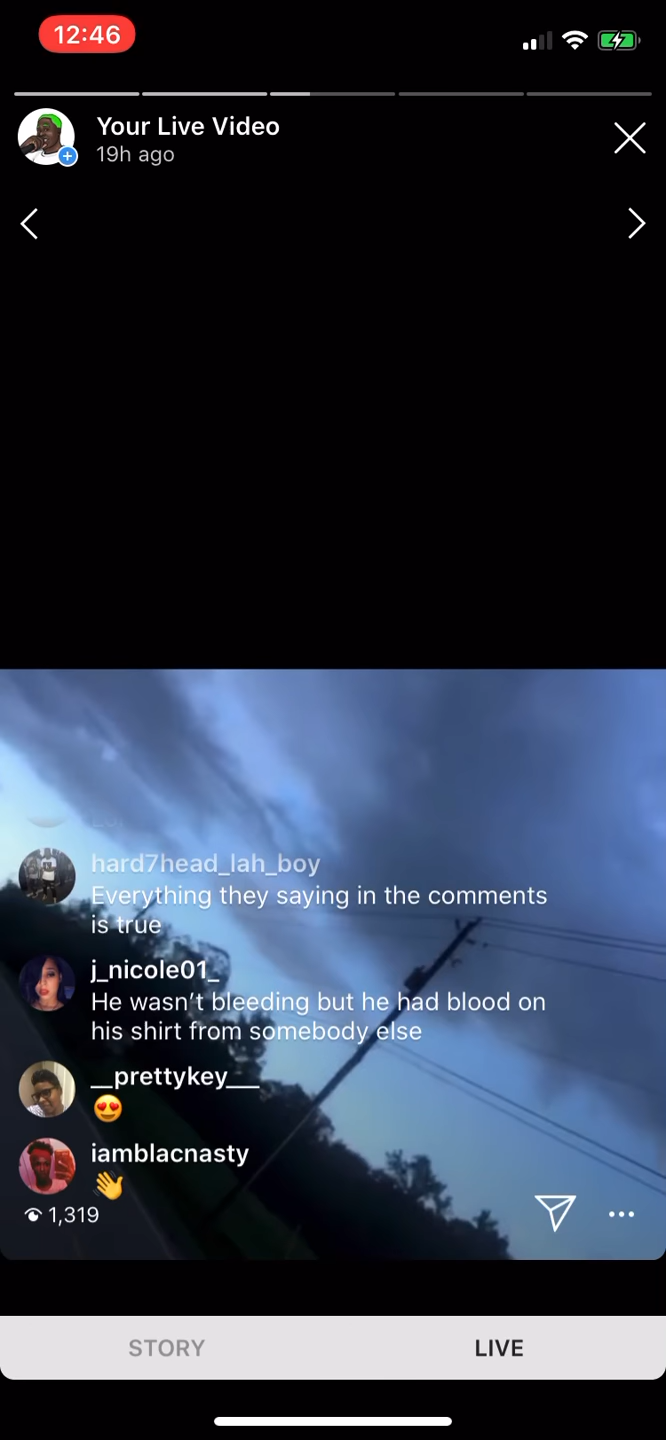 12:46
Your Live Video
19h ago
hard7head_lah_boy
Everything they saying in the comments
is true
j_nicole01_
He wasn’t bleeding but he had blood on
his shirt from somebody else
__prettykey___
😍
iamblacnasty
👋
1,319
STORY
LIVE